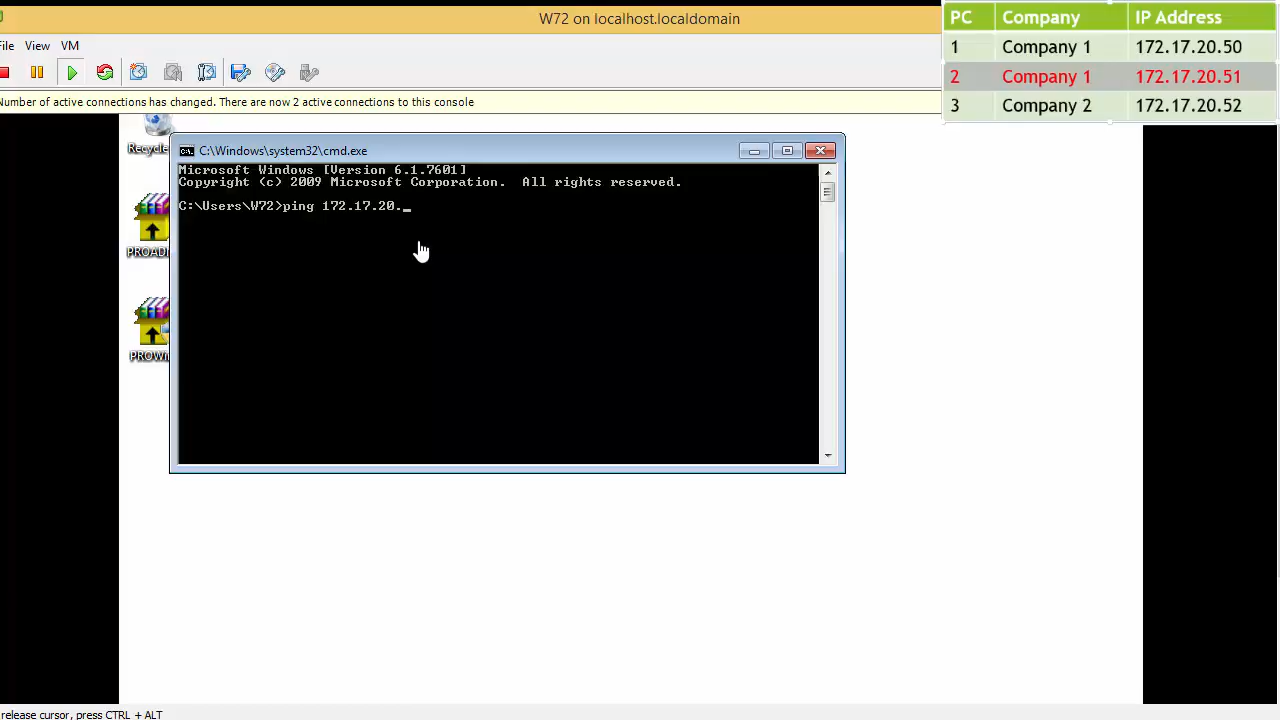 W72 on localhost.localdomain
File View VM
Number of active connections has changed. There are now 2 active connections to this console
PC Company IP Address
1 Company 1 172.17.20.50
2 Company 1 172.17.20.51
3 Company 2 172.17.20.52
Recycle
C:\Windows\system32\cmd.exe
Microsoft Windows [Version 6.1.7601]
Copyright (c) 2009 Microsoft Corporation. All rights reserved.
C:\Users\W72>ping 172.17.20._
PROAD
PROWi
release cursor, press CTRL + ALT